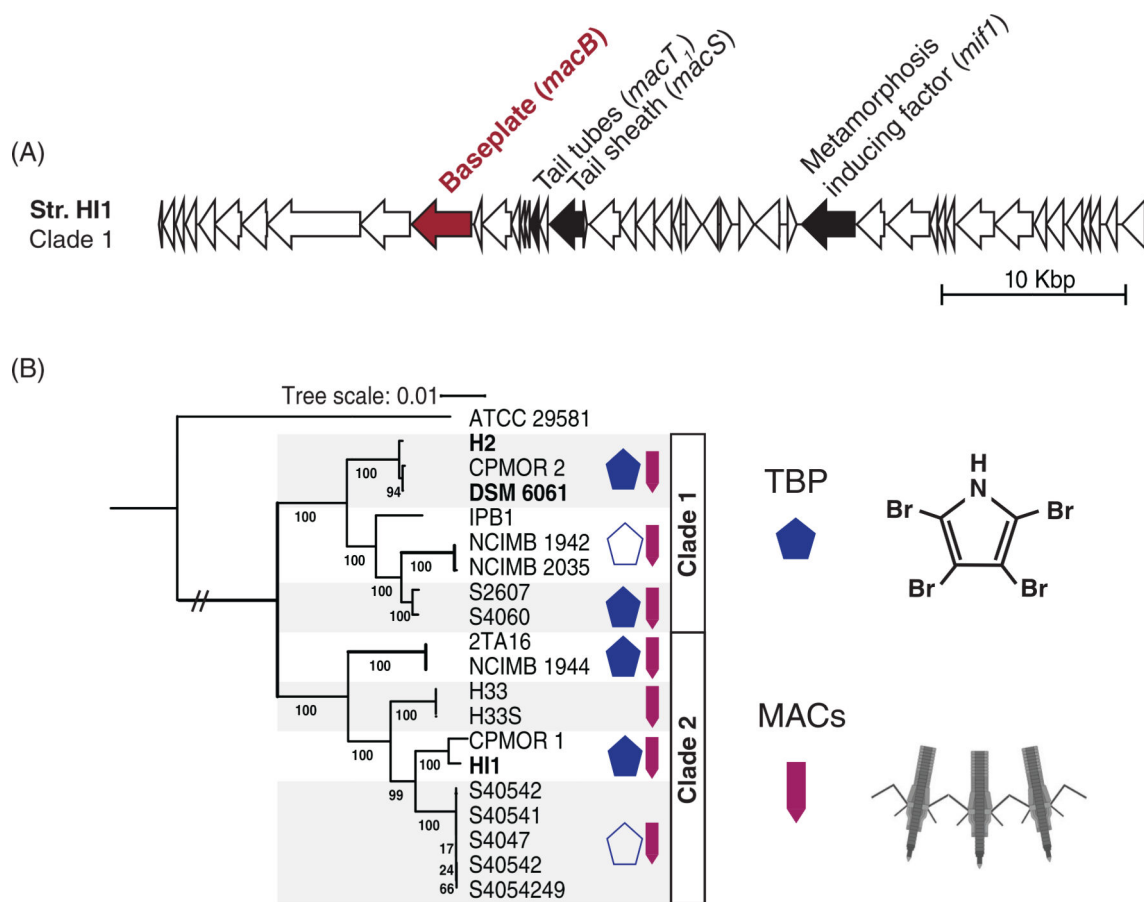 (A)
Baseplate (macB)
Tail tubes (macT1)
Tail sheath (macS)
Metamorphosis
inducing factor (mif1)
Str. HI1
Clade 1
10 Kbp
(B)
Tree scale: 0.01
ATCC 29581
H2
CPMOR 2
DSM 6061
IPB1
NCIMB 1942
NCIMB 2035
S2607
S4060
2TA16
NCIMB 1944
H33
H33S
CPMOR 1
HI1
S40542
S40541
S4047
S40542
S4054249
100
94
100
100
100
100
100
100
100
100
100
99
100
17
24
66
Clade 1
Clade 2
TBP
H
N
Br
Br
Br
Br
MACs